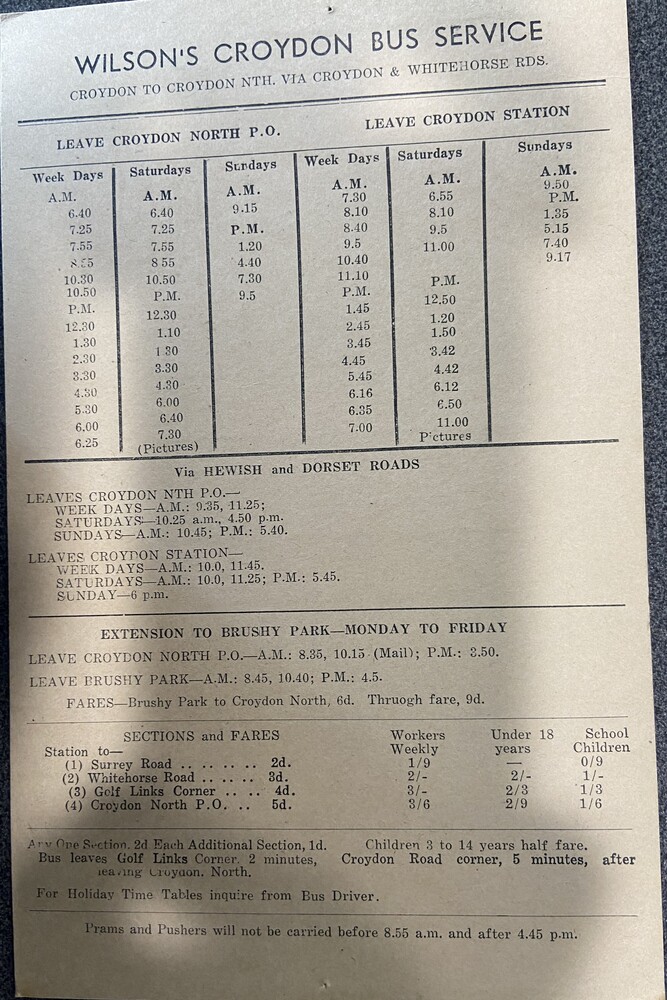 WILSON'S CROYDON BUS SERVICE
CROYDON TO CROYDON NTH. VIA CROYDON & WHITEHORSE RDS.
LEAVE CROYDON NORTH P.O.
Week Days
A.M.
6.40
7.25
7.55
8.55
10.30
10.50
P.M.
12.30
1.30
2.30
3.30
4.30
5.30
6.00
6.25
Saturdays
A.M.
6.40
7.25
7.55
8 55
10.50
P.M.
12.30
1.10
1 30
3.30
4.30
6.00
6.40
7.30
(Pictures)
Sundays
A.M.
9.15
P.M.
1.20
4.40
7.30
9.5
LEAVE CROYDON STATION
Week Days
A.M.
7.30
8.10
8.40
9.5
10.40
11.10
P.M.
1.45
2.45
3.45
4.45
5.45
6.16
6.35
7.00
Saturdays
A.M.
6.55
8.10
9.5
11.00
P.M.
12.50
1.20
1.50
3.42
4.42
6.12
6.50
11.00
Pictures
Sundays
A.M.
9.50
P.M.
1.35
5.15
7.40
9.17
Via HEWISH and DORSET ROADS
LEAVES CROYDON NTH P.O.—
WEEK DAYS—A.M.: 9.35, 11.25;
SATURDAYS—10.25 a.m., 4.50 p.m.
SUNDAYS—A.M.: 10.45; P.M.: 5.40.
LEAVES CROYDON STATION—
WEEK DAYS—A.M.: 10.0, 11.45.
SATURDAYS—A.M.: 10.0, 11.25; P.M.: 5.45.
SUNDAY—6 p.m.
EXTENSION TO BRUSHY PARK—MONDAY TO FRIDAY
LEAVE CROYDON NORTH P.O.—A.M.: 8.35, 10.15 (Mail); P.M.: 3.50.
LEAVE BRUSHY PARK—A.M.: 8.45, 10.40; P.M.: 4.5.
FARES—Brushy Park to Croydon North, 6d. Thruogh fare, 9d.
SECTIONS and FARES Workers Weekly Under 18 years School Children
Station to—
(1) Surrey Road . . . . . . . 2d. 1/9 — 0/9
(2) Whitehorse Road . . . . . 3d. 2/- 2/- 1/-
(3) Golf Links Corner . . . . 4d. 3/- 2/3 1/3
(4) Croydon North P.O. . . 5d. 3/6 2/9 1/6
Any One Section, 2d Each Additional Section, 1d. Children 3 to 14 years half fare.
Bus leaves Golf Links Corner, 2 minutes, Croydon Road corner, 5 minutes, after
leaving Croydon. North.
For Holiday Time Tables inquire from Bus Driver.
Prams and Pushers will not be carried before 8.55 a.m. and after 4.45 p.m.